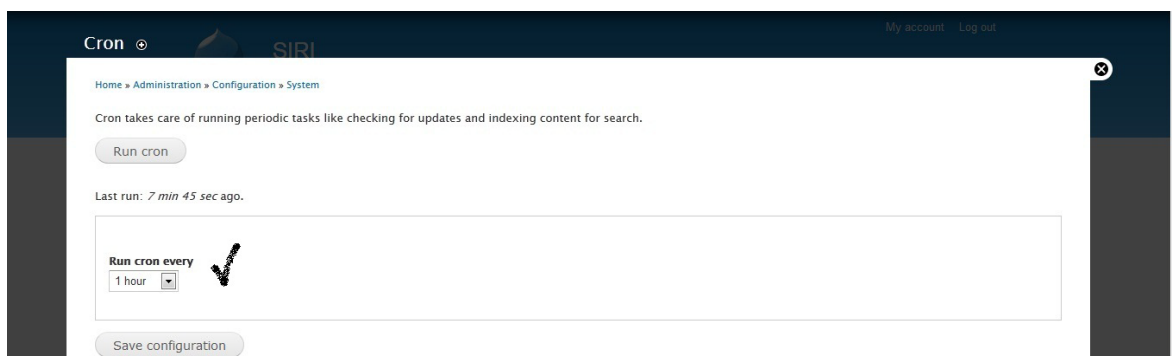 My account Log out
Cron
SIRI
Home » Administration » Configuration » System
Cron takes care of running periodic tasks like checking for updates and indexing content for search.
Run cron
Last run: 7 min 45 sec ago.
Run cron every
1 hour
Save configuration